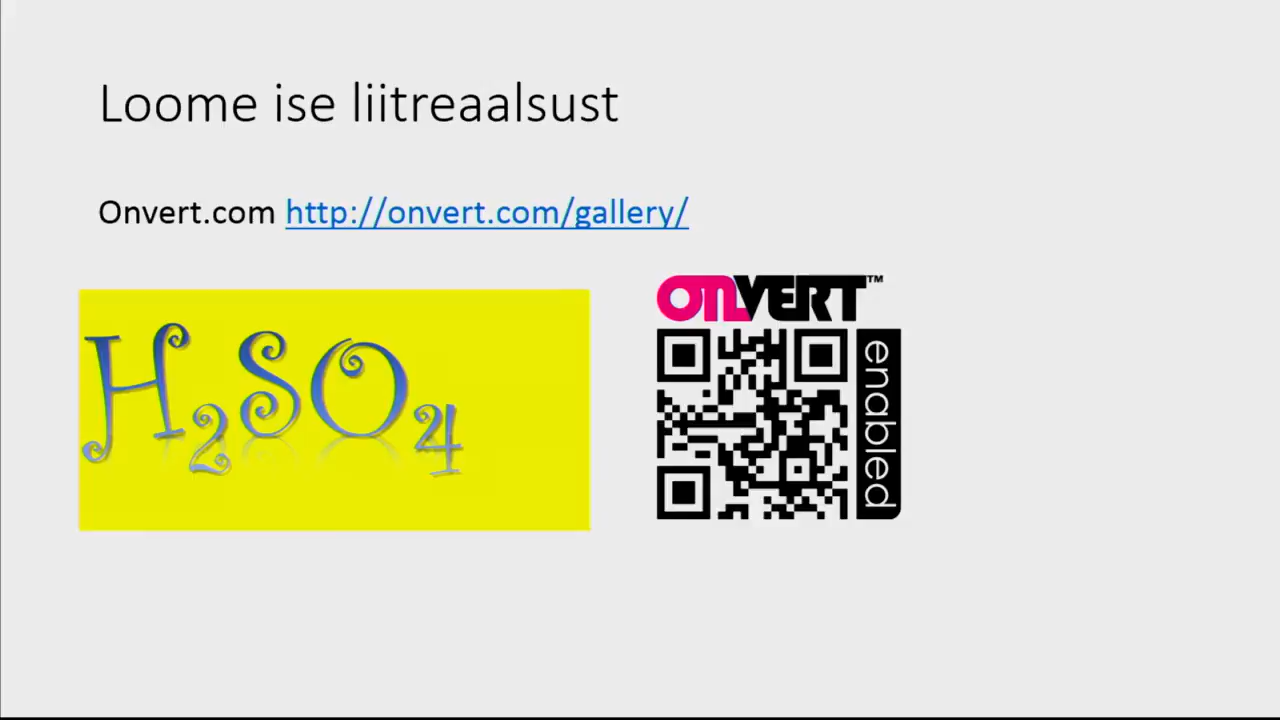 Loome ise liitreaalsust
Onvert.com http://onvert.com/gallery/
H2SO4
ONVERT™
enabled